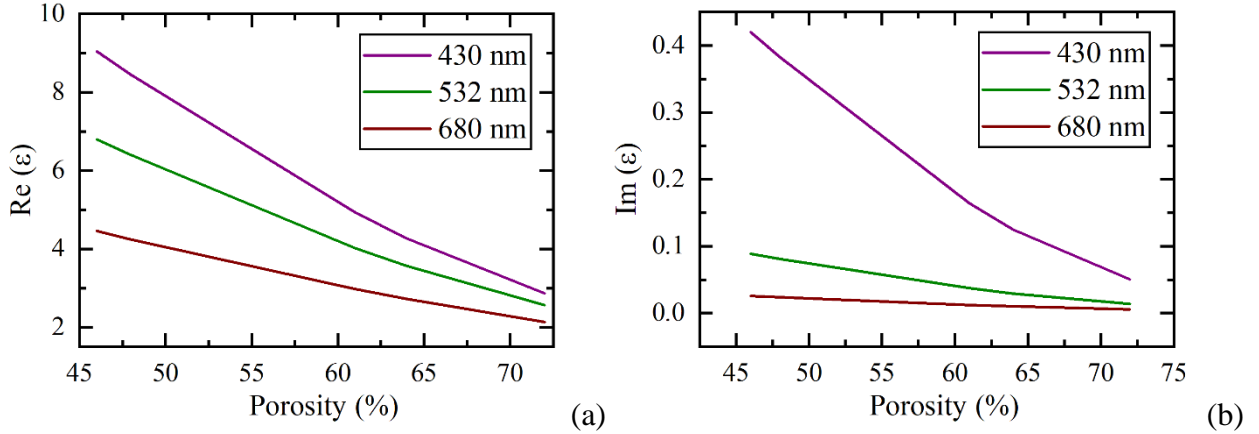 10
8
6
4
2
Re (ε)
430 nm
532 nm
680 nm
45 50 55 60 65 70
Porosity (%)
(a)
0.4
0.3
0.2
0.1
0.0
Im (ε)
430 nm
532 nm
680 nm
45 50 55 60 65 70 75
Porosity (%)
(b)